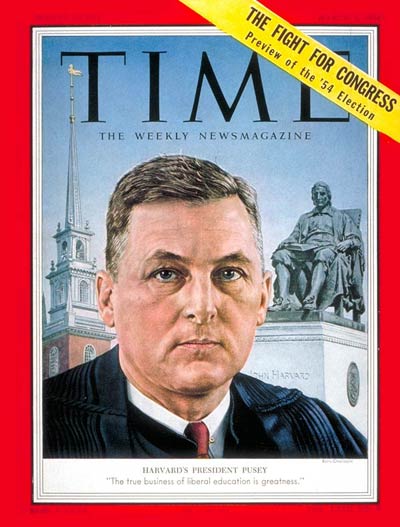 THE FIGHT FOR CONGRESS
Preview of the '54 Election
TIME
THE WEEKLY NEWSMAGAZINE
JOHN HARVARD
HARVARD'S PRESIDENT PUSEY
"The true business of liberal education is greatness."